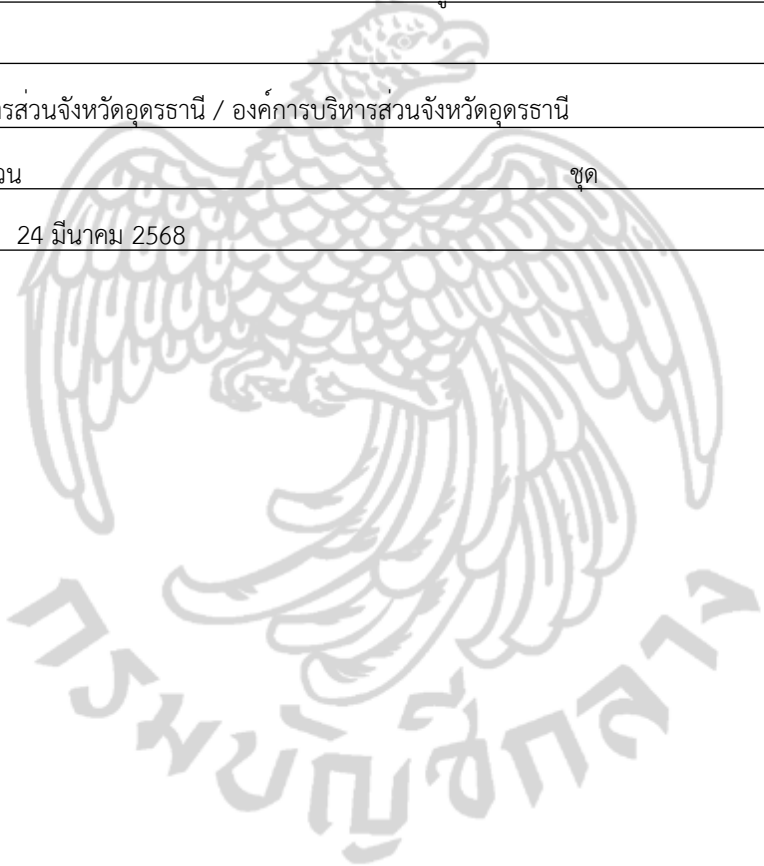 ารส่วนจังหวัดอุดรธานี / องค์การบริหารส่วนจังหวัดอุดรธานี
วน ชุด
24 มีนาคม 2568
กรมบัญชีกลาง